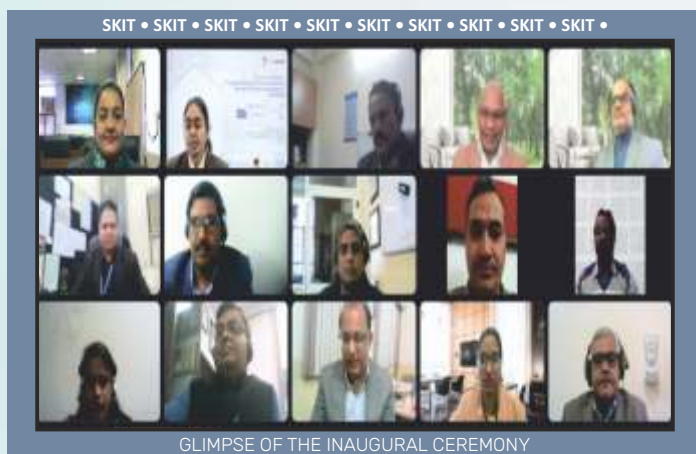 SKIT • SKIT • SKIT • SKIT • SKIT • SKIT • SKIT • SKIT • SKIT • SKIT •
GLIMPSE OF THE INAUGURAL CEREMONY